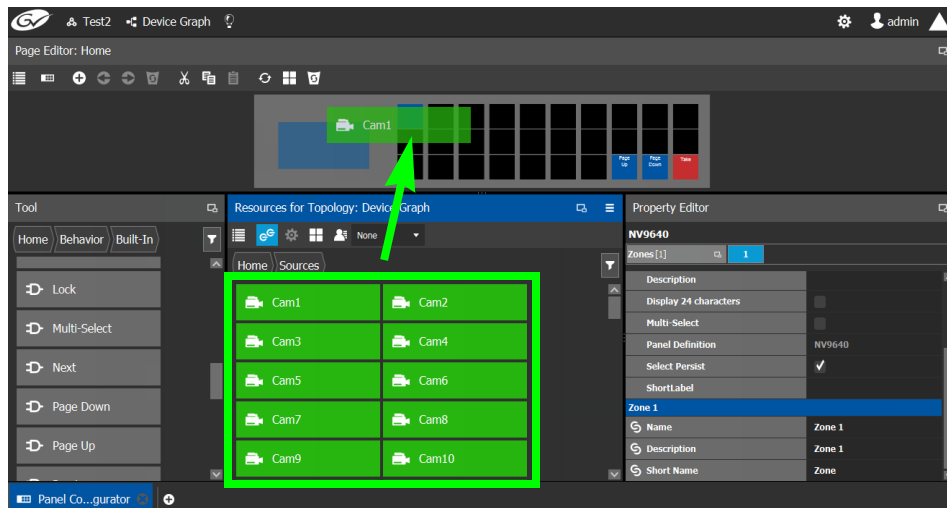 GV Test2 Device Graph admin
Page Editor: Home
Cam1
Page Up Page Down Take
Tool
Home Behavior Built-In
Lock
Multi-Select
Next
Page Down
Page Up
Resources for Topology: Device Graph
None
Home Sources
Cam1 Cam2
Cam3 Cam4
Cam5 Cam6
Cam7 Cam8
Cam9 Cam10
Property Editor
NV9640
Zones [1] 1
Description
Display 24 characters
Multi-Select
Panel Definition NV9640
Select Persist
ShortLabel
Zone 1
Name Zone 1
Description Zone 1
Short Name Zone
Panel Co...gurator